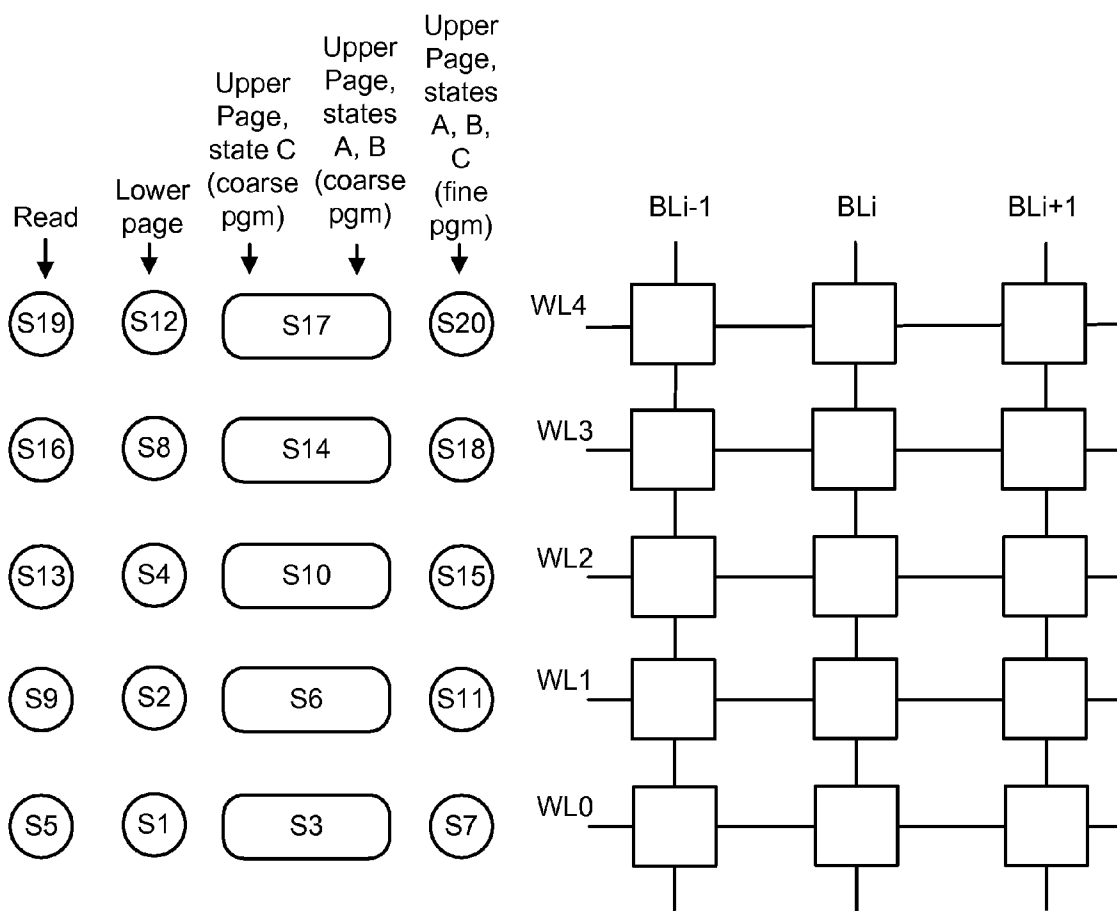 Read
Lower
page
Upper
Page,
state C
(coarse
pgm)
Upper
Page,
states
A, B
(coarse
pgm)
Upper
Page,
states
A, B,
C
(fine
pgm)
BLi-1
BLi
BLi+1
S19
S12
S17
S20
WL4
S16
S8
S14
S18
WL3
S13
S4
S10
S15
WL2
S9
S2
S6
S11
WL1
S5
S1
S3
S7
WL0